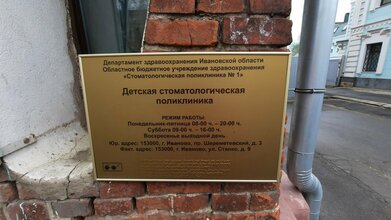 Департамент здравоохранения Ивановской области
Областное бюджетное учреждение здравоохранения
«Стоматологическая поликлиника № 1»
Детская стоматологическая
поликлиника
РЕЖИМ РАБОТЫ:
Понедельник-пятница 08-00 ч. – 20-00 ч.
Суббота 09-00 ч. – 16-00 ч.
Воскресенье выходной день
Юр. адрес: 153000, г. Иваново, пр. Шереметевский, д. 3
Факт. адрес: 153000, г. Иваново, ул. Станко, д. 9